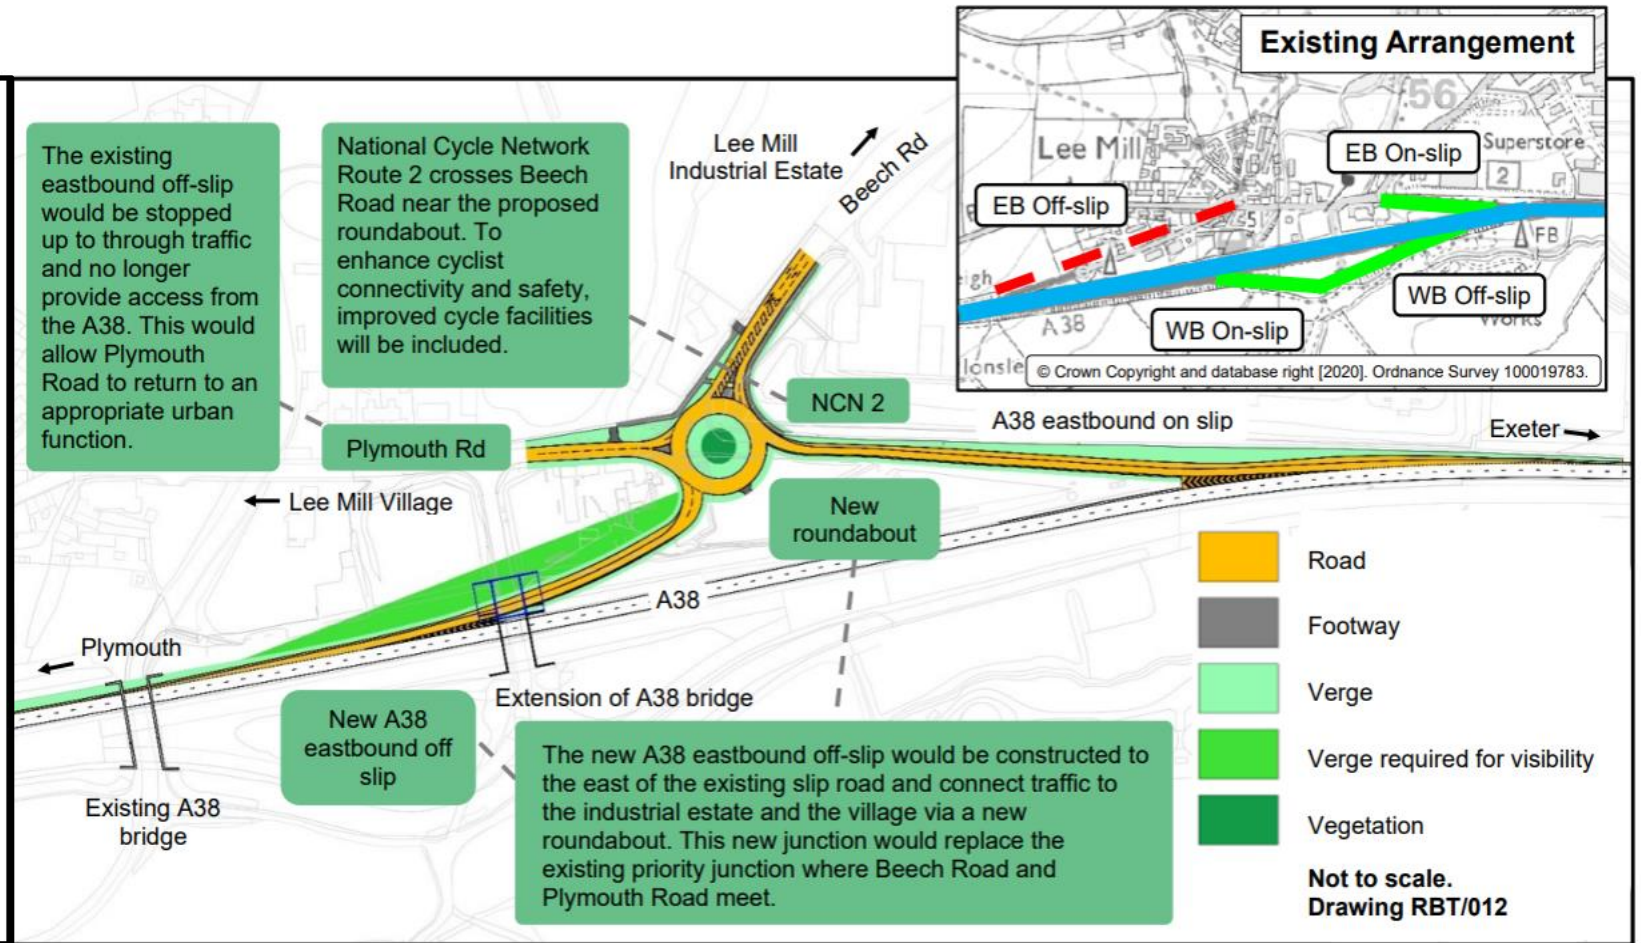 Existing Arrangement
56
Lee Mill
Superstore
EB On-slip
2
EB Off-slip
5
FB
eigh
WB Off-slip
A38
WB On-slip
Works
© Crown Copyright and database right [2020]. Ordnance Survey 100019783.
The existing
eastbound off-slip
would be stopped
up to through traffic
and no longer
provide access from
the A38. This would
allow Plymouth
Road to return to an
appropriate urban
function.
National Cycle Network
Route 2 crosses Beech
Road near the proposed
roundabout. To
enhance cyclist
connectivity and safety,
improved cycle facilities
will be included.
Lee Mill
Industrial Estate
Beech Rd
NCN 2
A38 eastbound on slip
Exeter
Plymouth Rd
Lee Mill Village
New
roundabout
A38
Plymouth
Extension of A38 bridge
New A38
eastbound off
slip
Existing A38
bridge
The new A38 eastbound off-slip would be constructed to
the east of the existing slip road and connect traffic to
the industrial estate and the village via a new
roundabout. This new junction would replace the
existing priority junction where Beech Road and
Plymouth Road meet.
Road
Footway
Verge
Verge required for visibility
Vegetation
Not to scale.
Drawing RBT/012